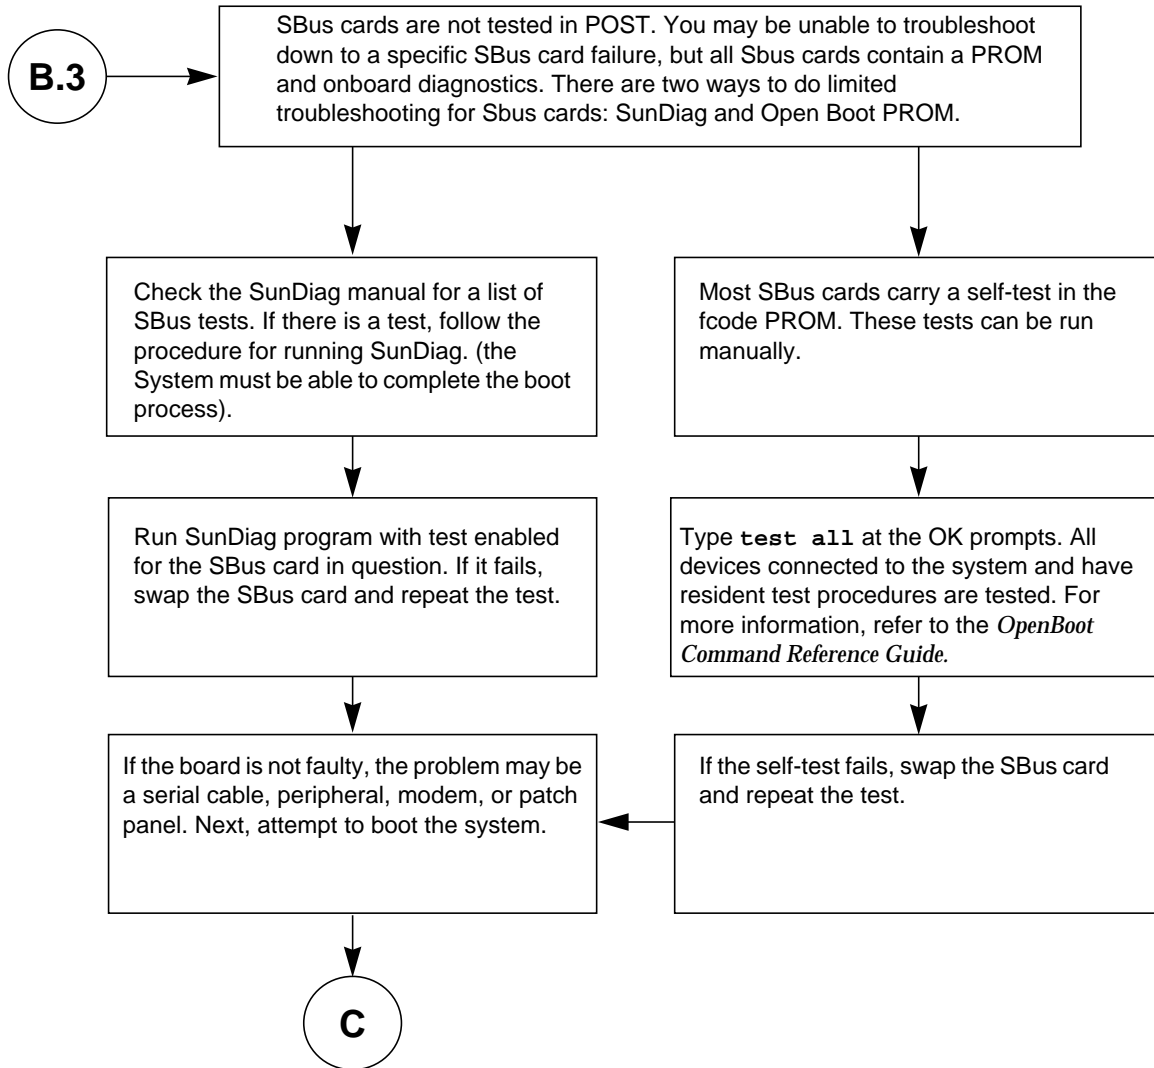 B.3
SBus cards are not tested in POST. You may be unable to troubleshoot
down to a specific SBus card failure, but all Sbus cards contain a PROM
and onboard diagnostics. There are two ways to do limited
troubleshooting for Sbus cards: SunDiag and Open Boot PROM.
Check the SunDiag manual for a list of
SBus tests. If there is a test, follow the
procedure for running SunDiag. (the
System must be able to complete the boot
process).
Most SBus cards carry a self-test in the
fcode PROM. These tests can be run
manually.
Run SunDiag program with test enabled
for the SBus card in question. If it fails,
swap the SBus card and repeat the test.
Type test all at the OK prompts. All
devices connected to the system and have
resident test procedures are tested. For
more information, refer to the OpenBoot
Command Reference Guide.
If the board is not faulty, the problem may be
a serial cable, peripheral, modem, or patch
panel. Next, attempt to boot the system.
If the self-test fails, swap the SBus card
and repeat the test.
C